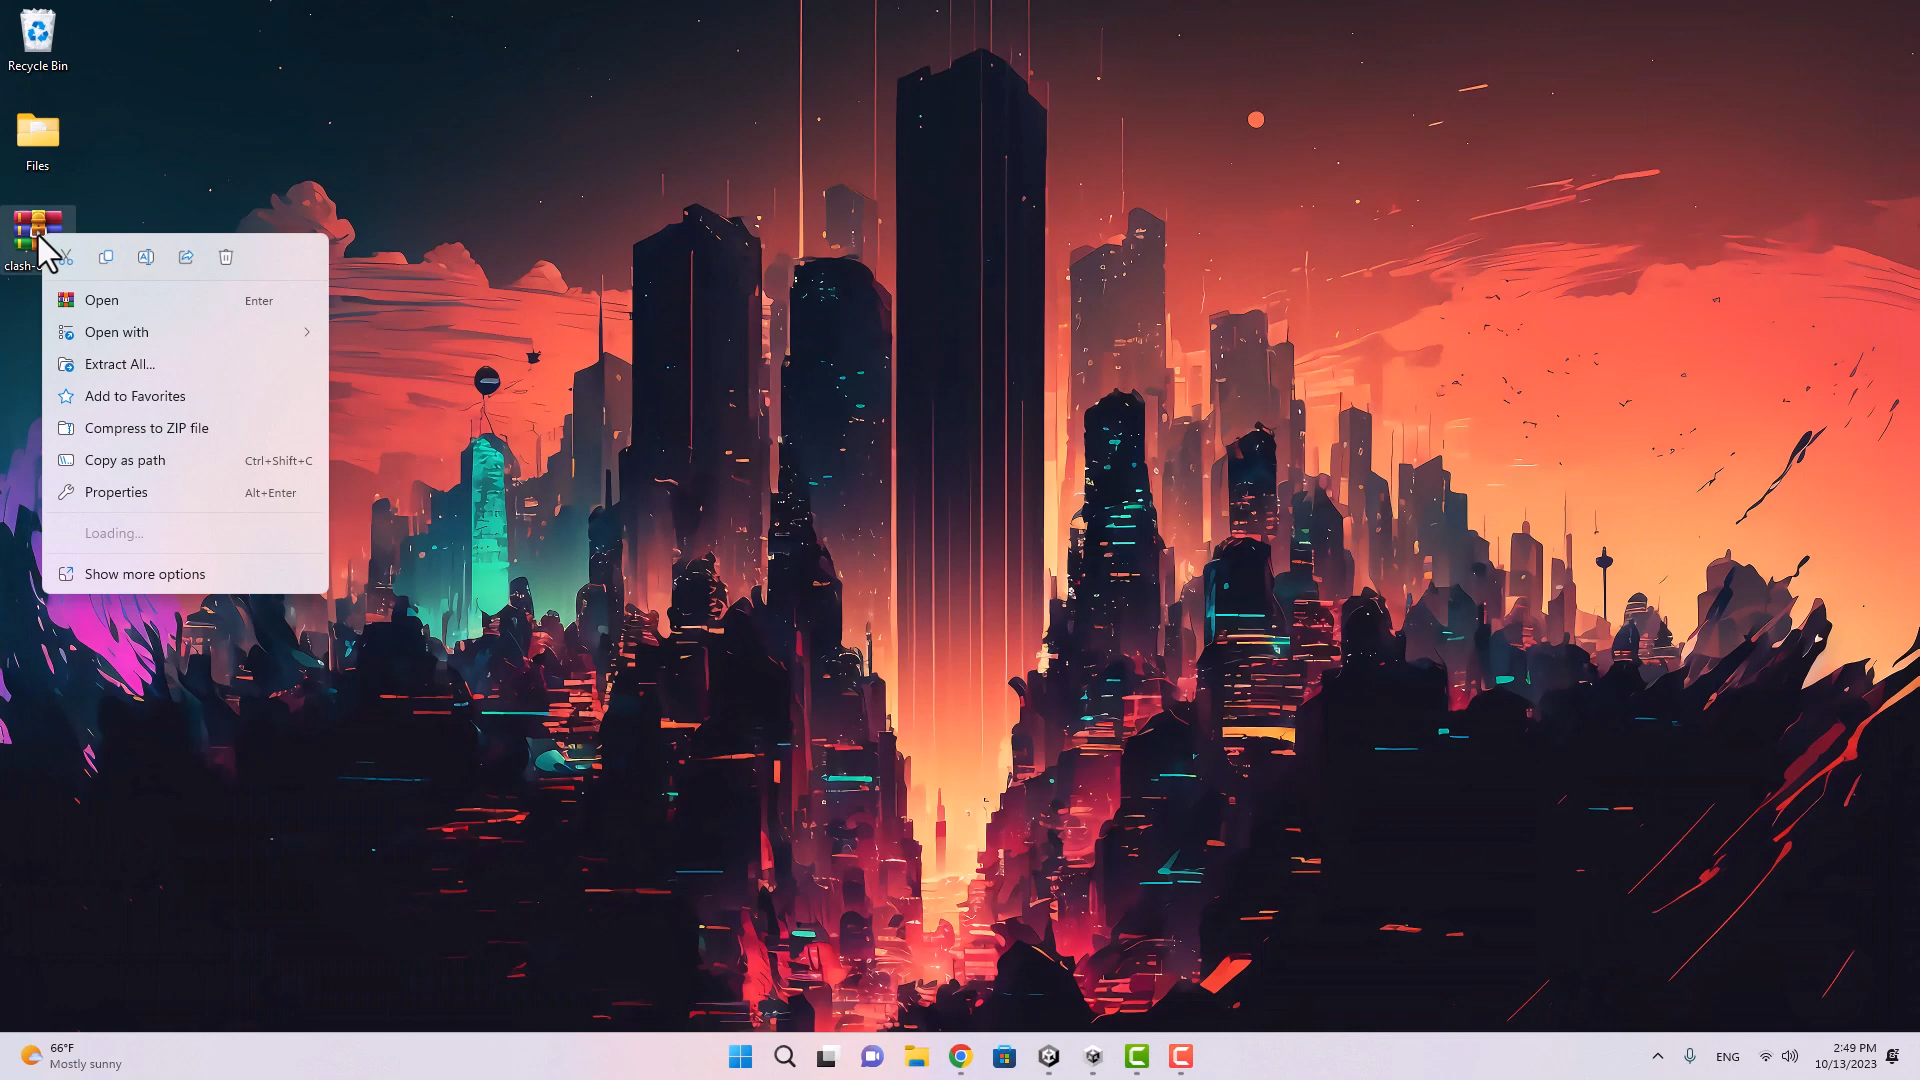 Recycle Bin
Files
clash-
Open Enter
Open with
Extract All...
Add to Favorites
Compress to ZIP file
Copy as path Ctrl+Shift+C
Properties Alt+Enter
Loading...
Show more options
66°F
Mostly sunny
ENG
2:49 PM
10/13/2023